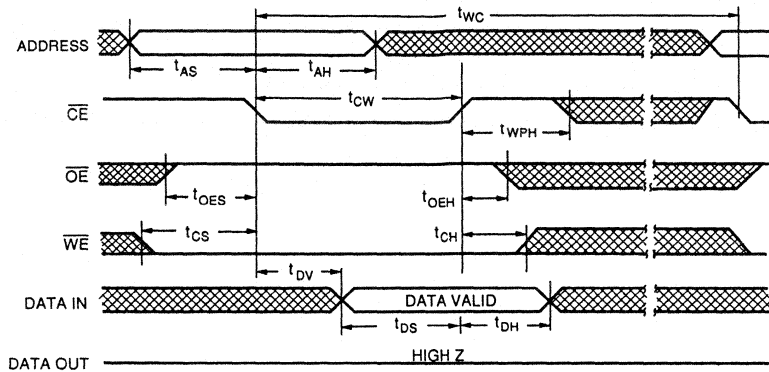 tWC
ADDRESS
tAS
tAH
tCW
CE
tWPH
OE
tOES
tOEH
WE
tCS
tCH
tDV
DATA IN
DATA VALID
tDS
tDH
HIGH Z
DATA OUT